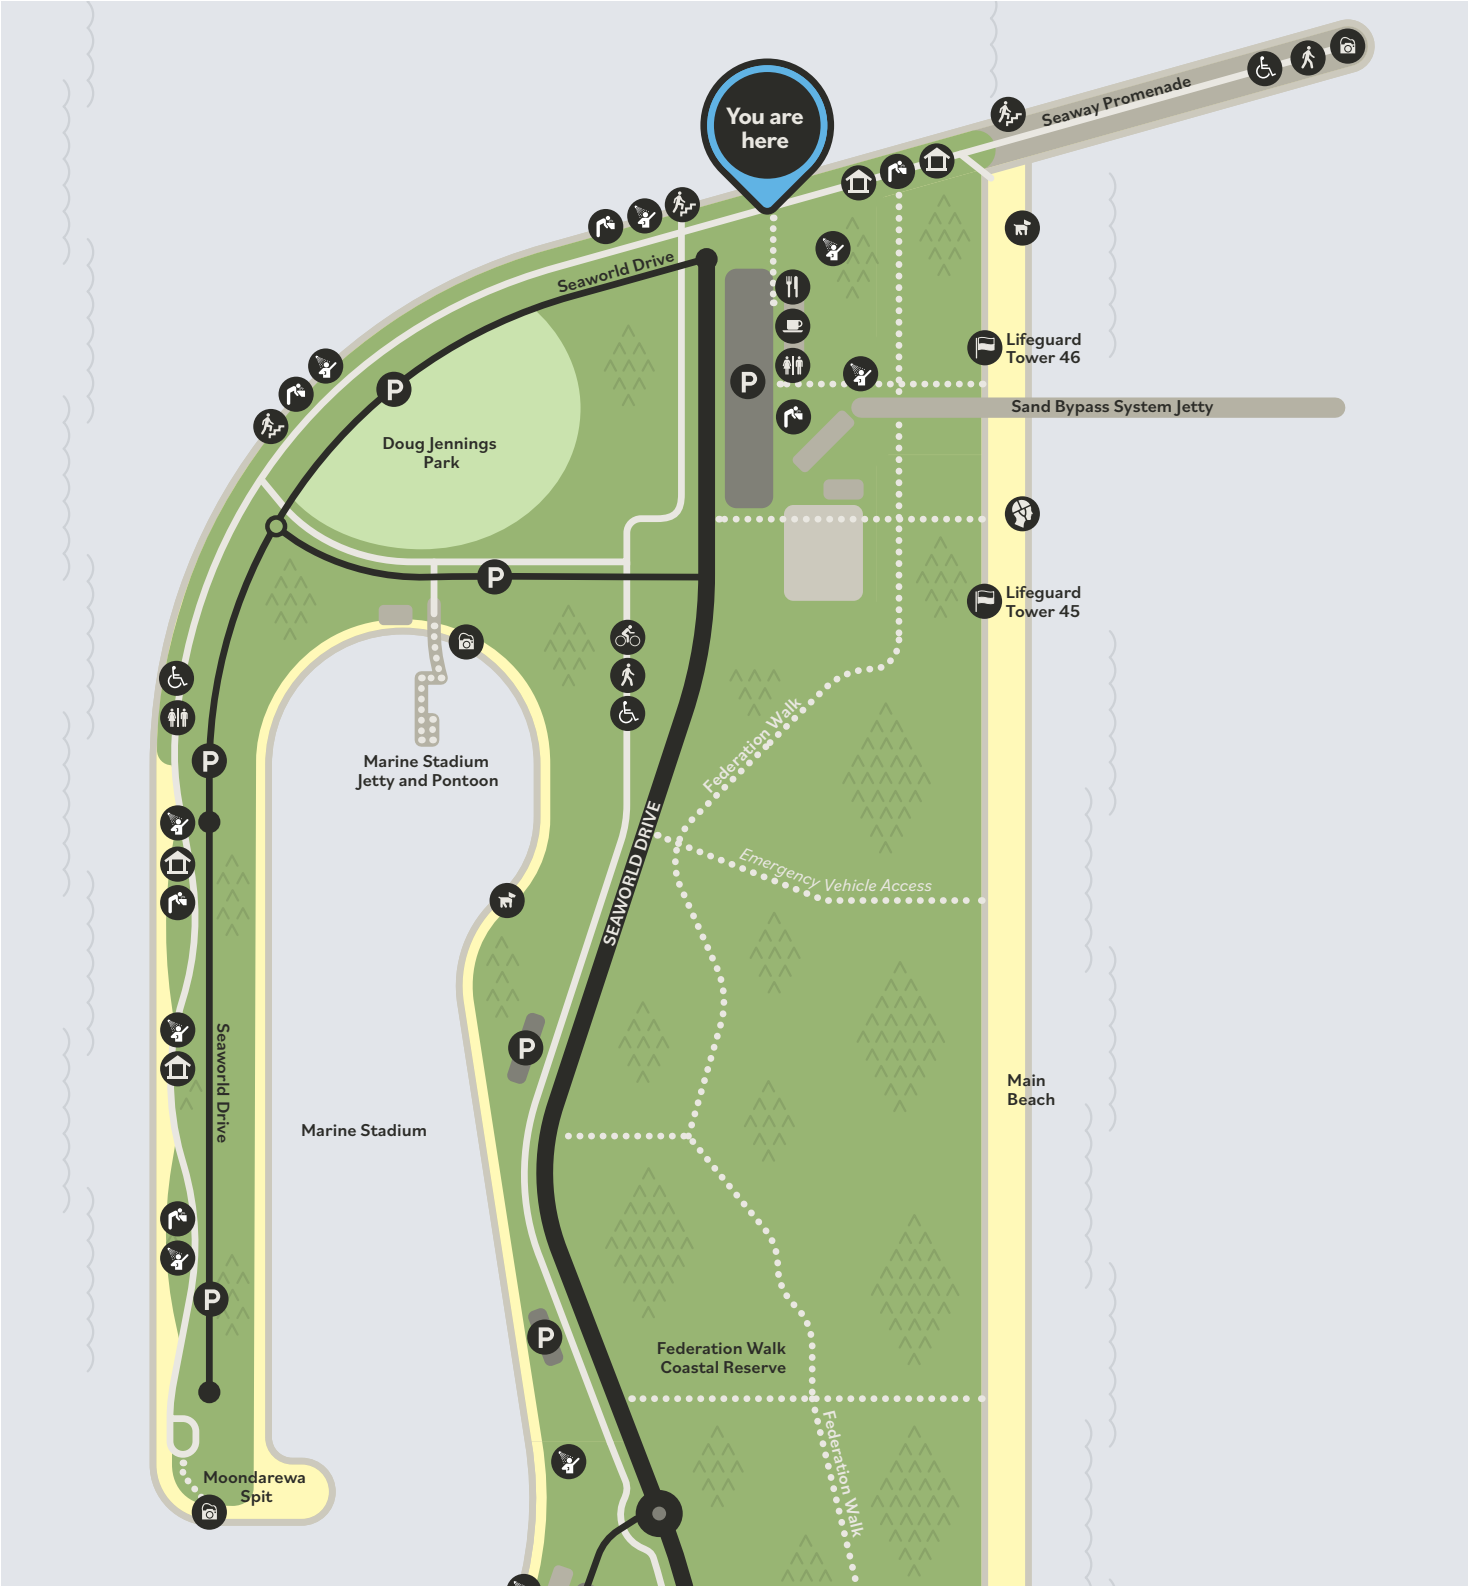 Seaway Promenade
You are
here
Seaworld Drive
Lifeguard
Tower 46
P
P
Sand Bypass System Jetty
Doug Jennings
Park
P
Lifeguard
Tower 45
Federation Walk
P
Marine Stadium
Jetty and Pontoon
SEAWORLD DRIVE
Emergency Vehicle Access
Seaworld Drive
P
Main
Beach
Marine Stadium
P
P
Federation Walk
Coastal Reserve
Federation Walk
Moondarewa
Spit